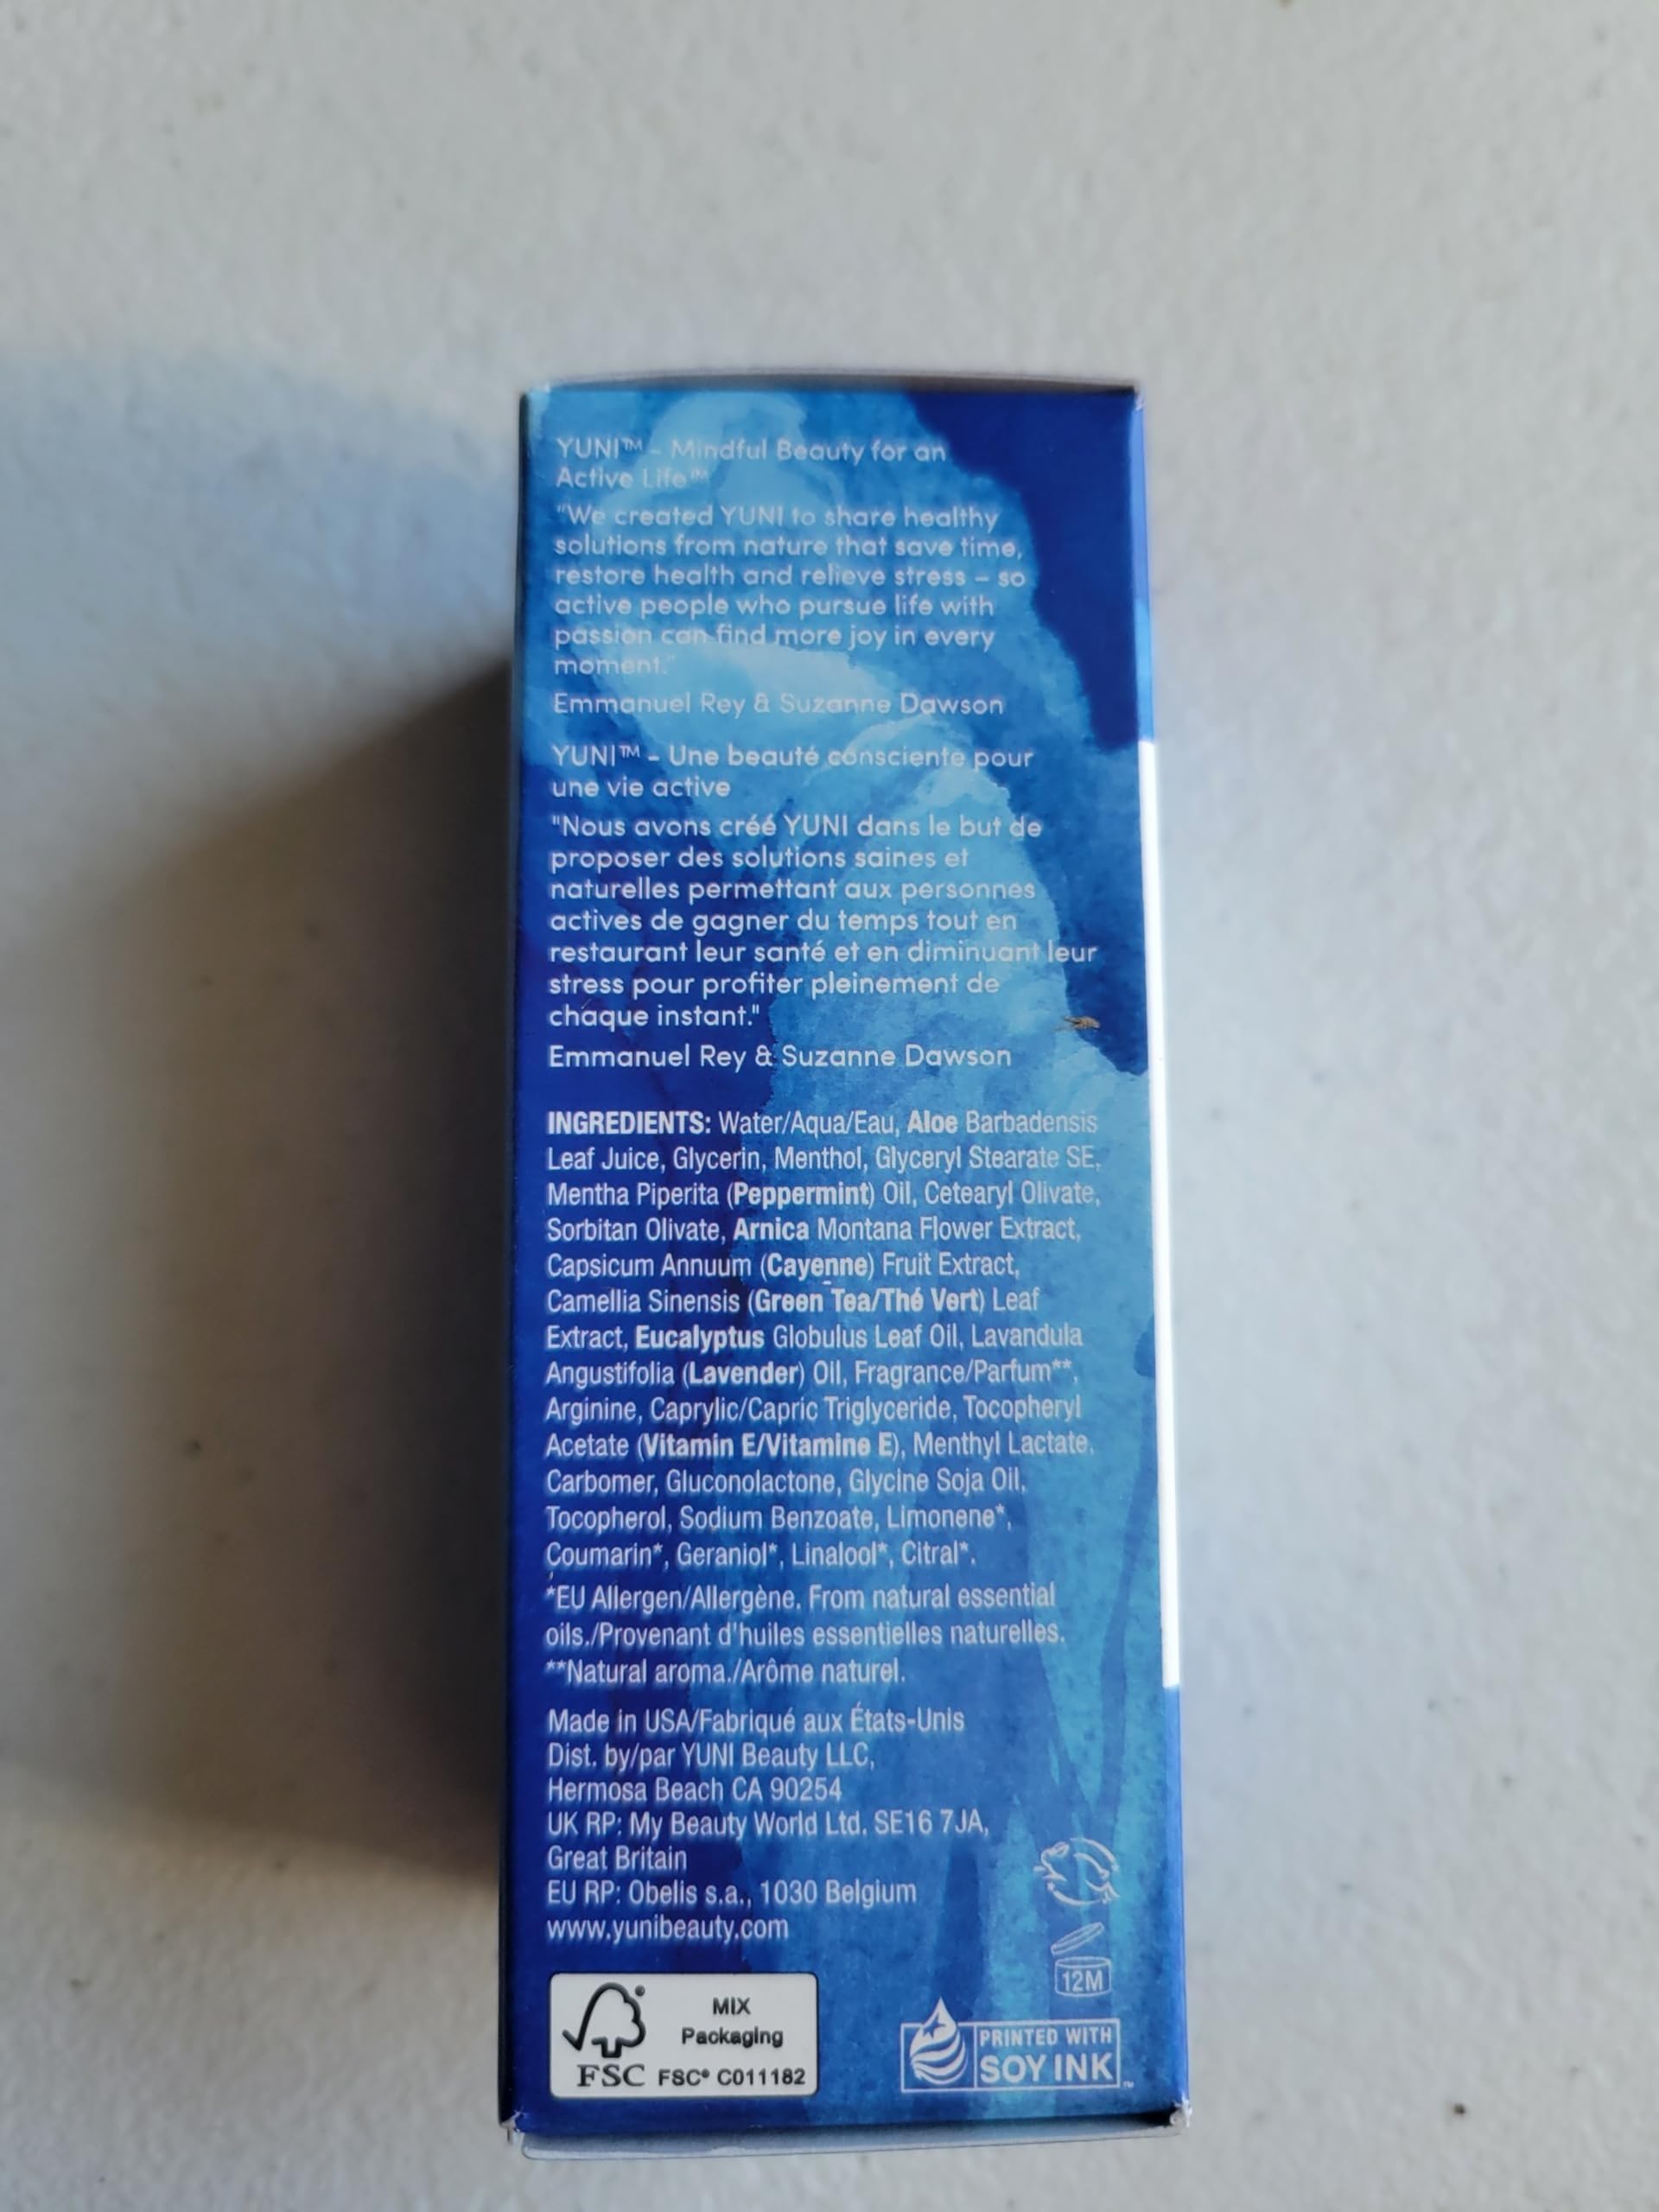 YUNI™ - Mindful Beauty for an
Active Life™
"We created YUNI to share healthy
solutions from nature that save time,
restore health and relieve stress – so
active people who pursue life with
passion can find more joy in every
moment."
Emmanuel Rey & Suzanne Dawson
YUNI™ - Une beauté consciente pour
une vie active
"Nous avons créé YUNI dans le but de
proposer des solutions saines et
naturelles permettant aux personnes
actives de gagner du temps tout en
restaurant leur santé et en diminuant leur
stress pour profiter pleinement de
chaque instant."
Emmanuel Rey & Suzanne Dawson
INGREDIENTS: Water/Aqua/Eau, Aloe Barbadensis
Leaf Juice, Glycerin, Menthol, Glyceryl Stearate SE,
Mentha Piperita (Peppermint) Oil, Cetearyl Olivate,
Sorbitan Olivate, Arnica Montana Flower Extract,
Capsicum Annuum (Cayenne) Fruit Extract,
Camellia Sinensis (Green Tea/Thé Vert) Leaf
Extract, Eucalyptus Globulus Leaf Oil, Lavandula
Angustifolia (Lavender) Oil, Fragrance/Parfum**,
Arginine, Caprylic/Capric Triglyceride, Tocopheryl
Acetate (Vitamin E/Vitamine E), Menthyl Lactate,
Carbomer, Gluconolactone, Glycine Soja Oil,
Tocopherol, Sodium Benzoate, Limonene*,
Coumarin*, Geraniol*, Linalool*, Citral*.
*EU Allergen/Allergène. From natural essential
oils./Provenant d'huiles essentielles naturelles.
**Natural aroma./Arôme naturel.
Made in USA/Fabriqué aux États-Unis
Dist. by/par YUNI Beauty LLC,
Hermosa Beach CA 90254
UK RP: My Beauty World Ltd. SE16 7JA,
Great Britain
EU RP: Obelis s.a., 1030 Belgium
www.yunibeauty.com
12M
MIX
Packaging
FSC FSC® C011182
PRINTED WITH
SOY INK™